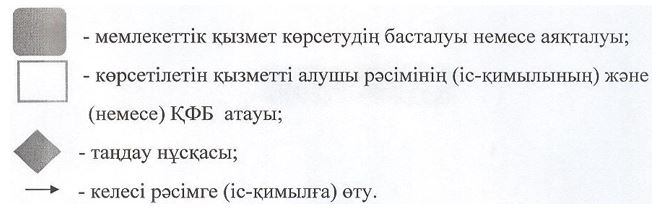 - мемлекеттік қызмет көрсетудің басталуы немесе аяқталуы;
- көрсетілетін қызметті алушы рәсімінің (іс-қимылының) және
(немесе) ҚФБ атауы;
- таңдау нұсқасы;
- келесі рәсімге (іс-қимылға) өту.